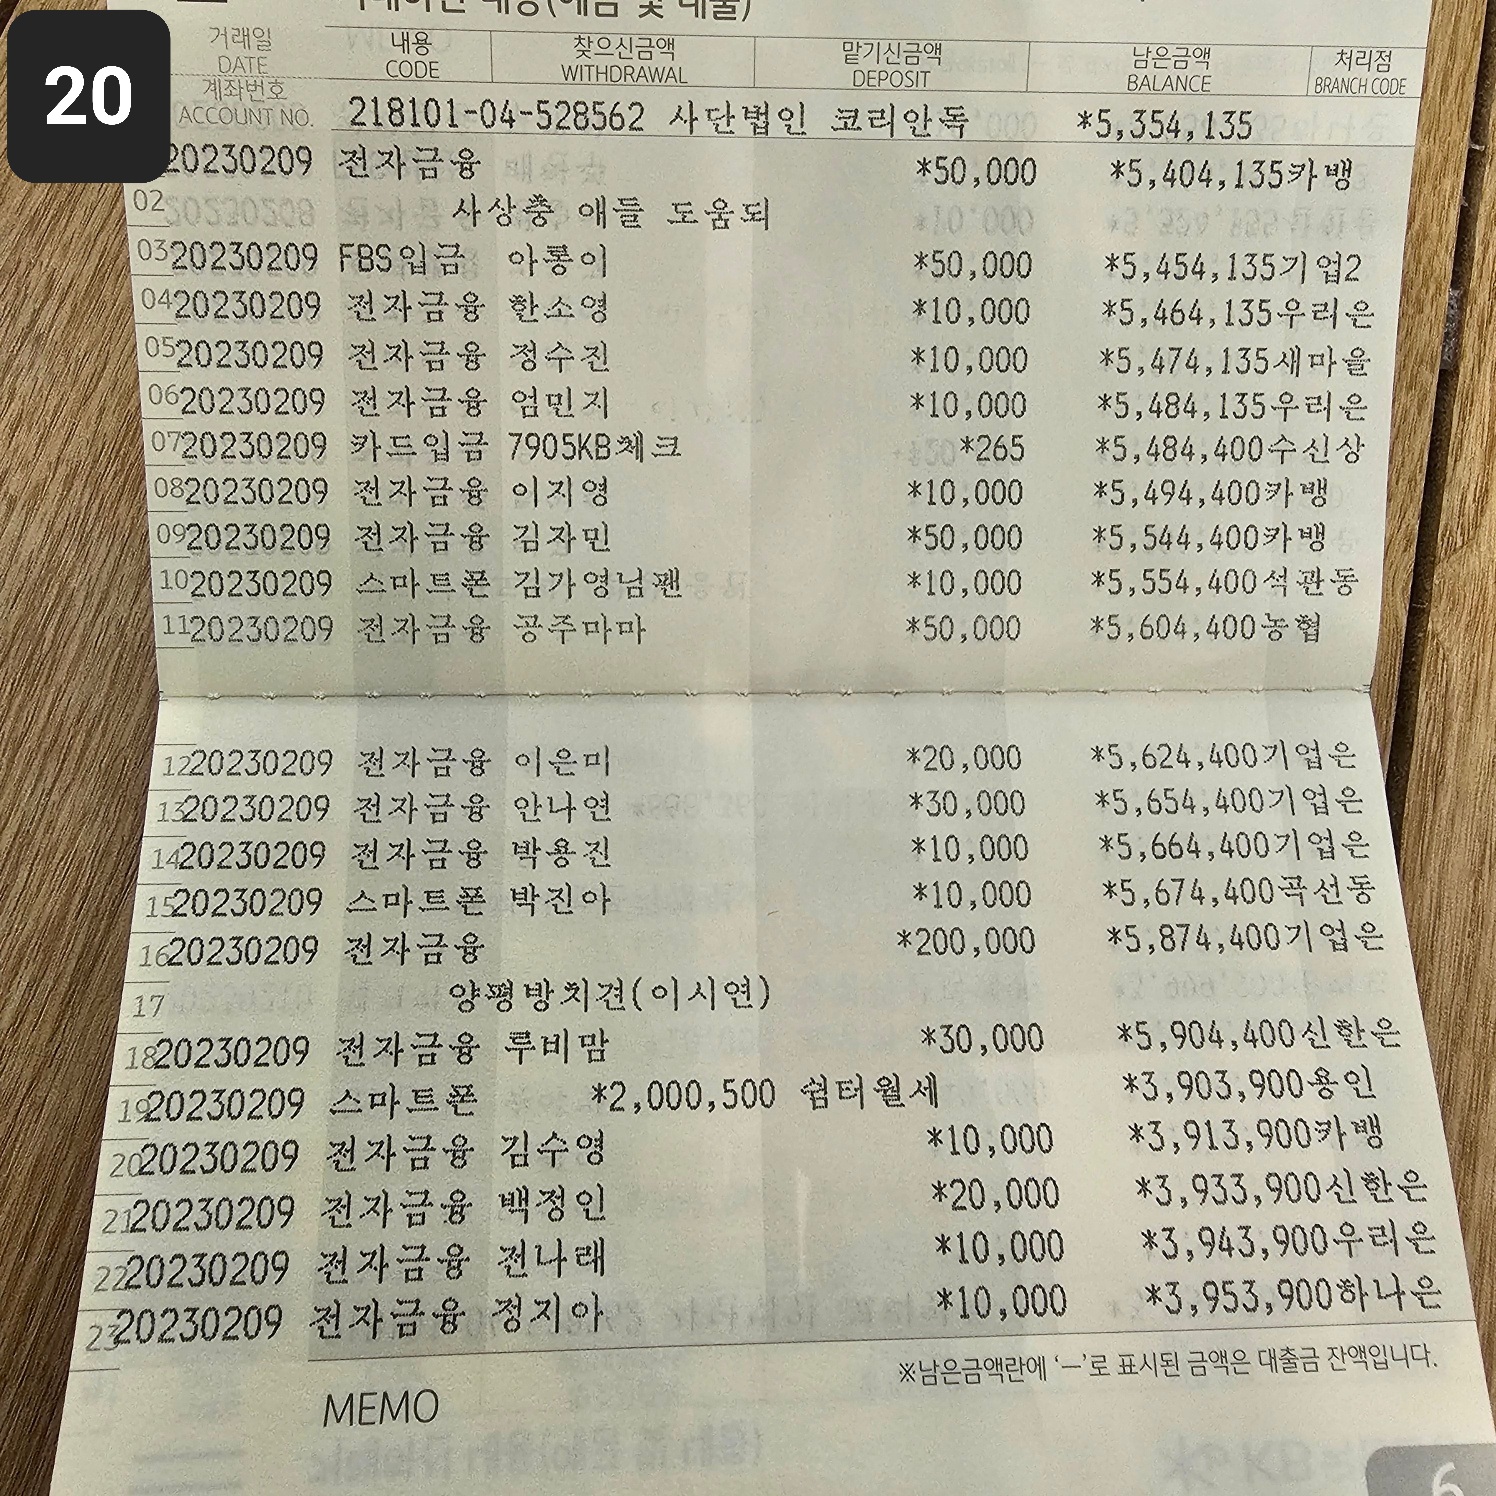 20
거래하신 내용(예금 및 대출)
거래일 내용 찾으신금액 맡기신금액 남은금액 처리점
DATE CODE WITHDRAWAL DEPOSIT BALANCE BRANCH CODE
계좌번호
ACCOUNT NO. 218101-04-528562 사단법인 코리안독 *5,354,135
20230209 전자금융 *50,000 *5,404,135카뱅
02 사상충 애들 도움되
03 20230209 FBS입금 아롱이 *50,000 *5,454,135기업2
04 20230209 전자금융 한소영 *10,000 *5,464,135우리은
05 20230209 전자금융 정수진 *10,000 *5,474,135새마을
06 20230209 전자금융 엄민지 *10,000 *5,484,135우리은
07 20230209 카드입금 7905KB체크 *265 *5,484,400수신상
08 20230209 전자금융 이지영 *10,000 *5,494,400카뱅
09 20230209 전자금융 김자민 *50,000 *5,544,400카뱅
10 20230209 스마트폰 김가영님팬 *10,000 *5,554,400석관동
11 20230209 전자금융 공주마마 *50,000 *5,604,400농협
12 20230209 전자금융 이은미 *20,000 *5,624,400기업은
13 20230209 전자금융 안나연 *30,000 *5,654,400기업은
14 20230209 전자금융 박용진 *10,000 *5,664,400기업은
15 20230209 스마트폰 박진아 *10,000 *5,674,400곡선동
16 20230209 전자금융 *200,000 *5,874,400기업은
17 양평방치견(이시연)
18 20230209 전자금융 루비맘 *30,000 *5,904,400신한은
19 20230209 스마트폰 *2,000,500 쉼터월세 *3,903,900용인
20 20230209 전자금융 김수영 *10,000 *3,913,900카뱅
21 20230209 전자금융 백정인 *20,000 *3,933,900신한은
22 20230209 전자금융 전나래 *10,000 *3,943,900우리은
23 20230209 전자금융 정지아 *10,000 *3,953,900하나은
※남은금액란에 ‘－’로 표시된 금액은 대출금 잔액입니다.
MEMO
6